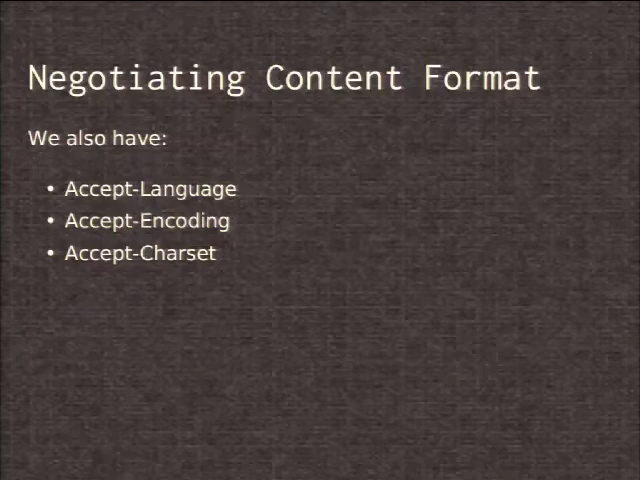 Negotiating Content Format
We also have:
• Accept-Language
• Accept-Encoding
• Accept-Charset